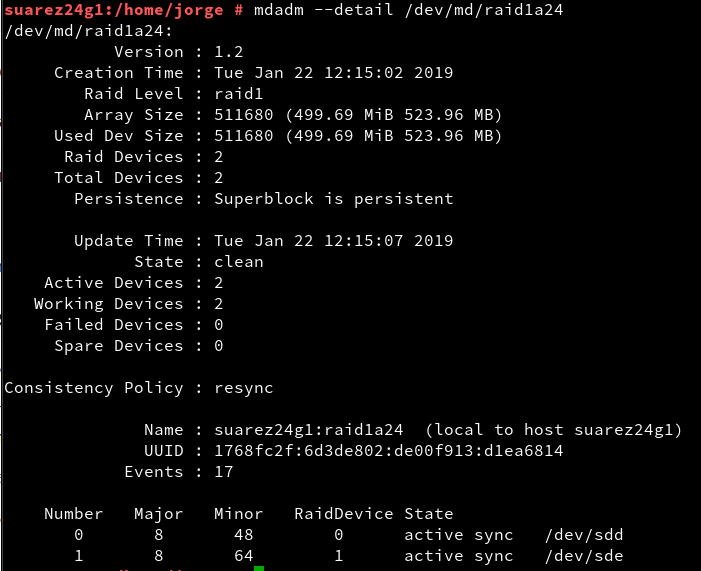 suarez24g1:/home/jorge # mdadm --detail /dev/md/raid1a24
/dev/md/raid1a24:
Version : 1.2
Creation Time : Tue Jan 22 12:15:02 2019
Raid Level : raid1
Array Size : 511680 (499.69 MiB 523.96 MB)
Used Dev Size : 511680 (499.69 MiB 523.96 MB)
Raid Devices : 2
Total Devices : 2
Persistence : Superblock is persistent
Update Time : Tue Jan 22 12:15:07 2019
State : clean
Active Devices : 2
Working Devices : 2
Failed Devices : 0
Spare Devices : 0
Consistency Policy : resync
Name : suarez24g1:raid1a24  (local to host suarez24g1)
UUID : 1768fc2f:6d3de802:de00f913:d1ea6814
Events : 17
Number   Major   Minor   RaidDevice State
0       8       48        0      active sync   /dev/sdd
1       8       64        1      active sync   /dev/sde